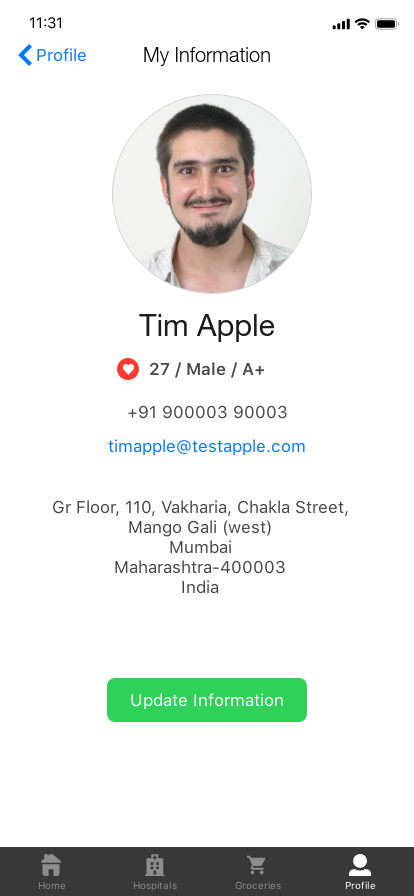 11:31
Profile
My Information
Tim Apple
27 / Male / A+
+91 900003 90003
timapple@testapple.com
Gr Floor, 110, Vakharia, Chakla Street,
Mango Gali (west)
Mumbai
Maharashtra-400003
India
Update Information
Home
Hospitals
Groceries
Profile